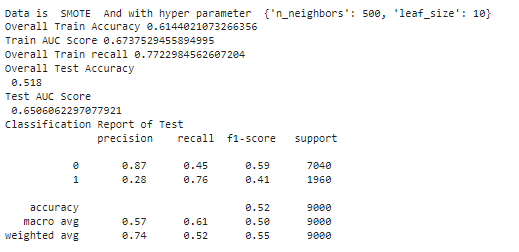 Data is  SMOTE  And with hyper parameter  {'n_neighbors': 500, 'leaf_size': 10}
Overall Train Accuracy 0.6144021073266356
Train AUC Score 0.6737529455894995
Overall Train recall 0.7722984562607204
Overall Test Accuracy
0.518
Test AUC Score
0.6506062297077921
Classification Report of Test
precision recall f1-score support
0 0.87 0.45 0.59 7040
1 0.28 0.76 0.41 1960
accuracy 0.52 9000
macro avg 0.57 0.61 0.50 9000
weighted avg 0.74 0.52 0.55 9000